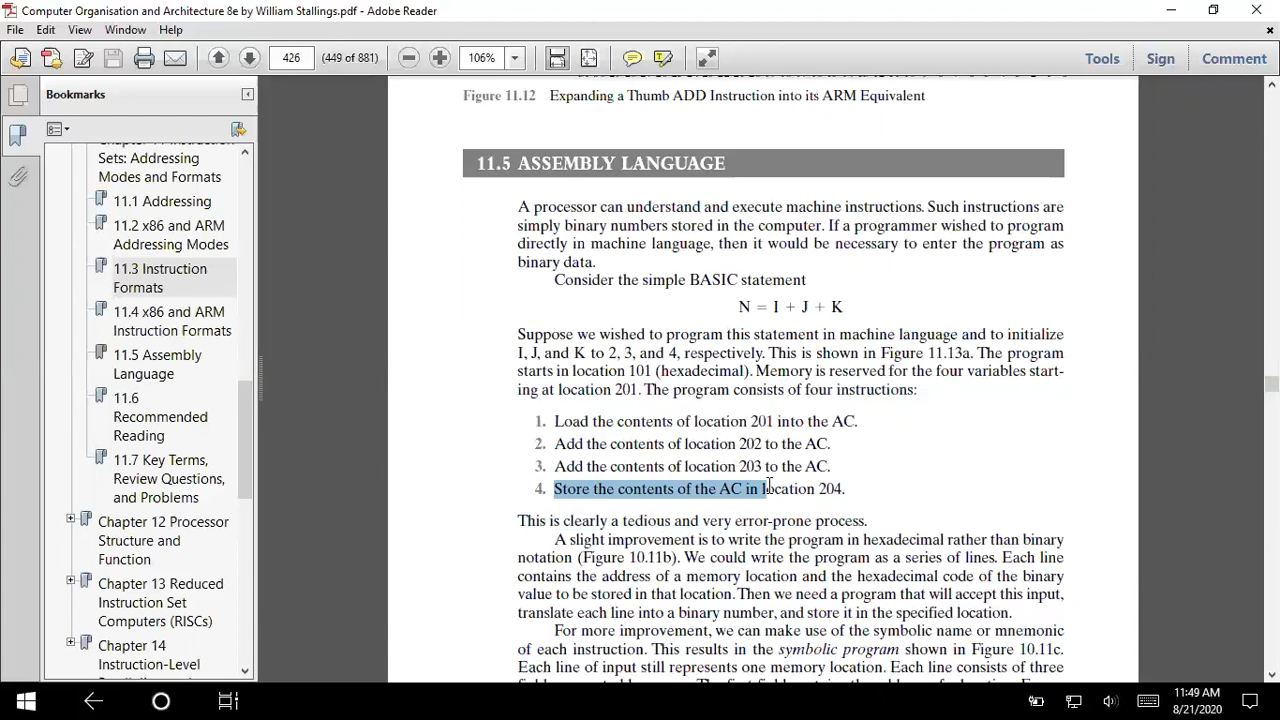 Computer Organisation and Architecture 8e by William Stallings.pdf - Adobe Reader
File Edit View Window Help
426 (449 of 881) 106% Tools Sign Comment
Bookmarks
Sets: Addressing
Modes and Formats
11.1 Addressing
11.2 x86 and ARM
Addressing Modes
11.3 Instruction
Formats
11.4 x86 and ARM
Instruction Formats
11.5 Assembly
Language
11.6
Recommended
Reading
11.7 Key Terms,
Review Questions,
and Problems
Chapter 12 Processor
Structure and
Function
Chapter 13 Reduced
Instruction Set
Computers (RISCs)
Chapter 14
Instruction-Level
Figure 11.12 Expanding a Thumb ADD Instruction into its ARM Equivalent
11.5 ASSEMBLY LANGUAGE
A processor can understand and execute machine instructions. Such instructions are
simply binary numbers stored in the computer. If a programmer wished to program
directly in machine language, then it would be necessary to enter the program as
binary data.
Consider the simple BASIC statement
N = I + J + K
Suppose we wished to program this statement in machine language and to initialize
I, J, and K to 2, 3, and 4, respectively. This is shown in Figure 11.13a. The program
starts in location 101 (hexadecimal). Memory is reserved for the four variables start-
ing at location 201. The program consists of four instructions:
1. Load the contents of location 201 into the AC.
2. Add the contents of location 202 to the AC.
3. Add the contents of location 203 to the AC.
4. Store the contents of the AC in location 204.
This is clearly a tedious and very error-prone process.
A slight improvement is to write the program in hexadecimal rather than binary
notation (Figure 10.11b). We could write the program as a series of lines. Each line
contains the address of a memory location and the hexadecimal code of the binary
value to be stored in that location. Then we need a program that will accept this input,
translate each line into a binary number, and store it in the specified location.
For more improvement, we can make use of the symbolic name or mnemonic
of each instruction. This results in the symbolic program shown in Figure 10.11c.
Each line of input still represents one memory location. Each line consists of three
11:49 AM
8/21/2020